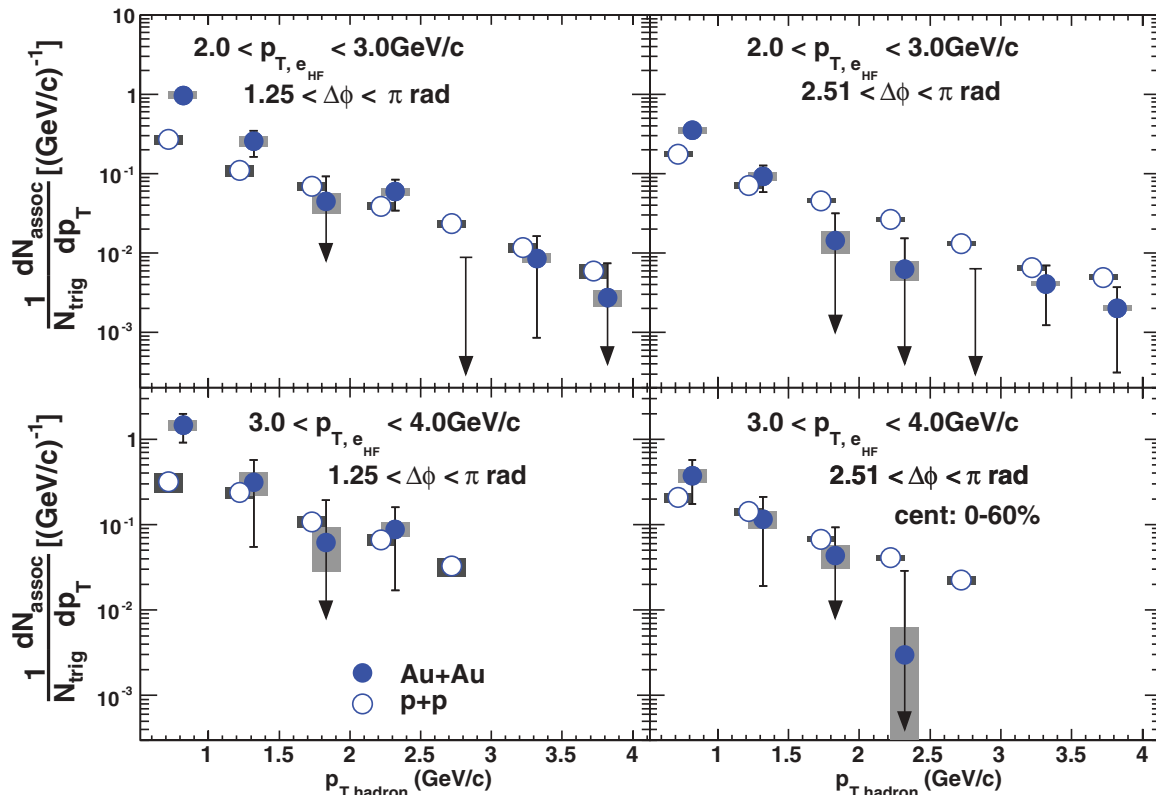 10
1
10^-1
10^-2
10^-3
1/N_trig dN_assoc/dp_T [(GeV/c)^-1]
2.0 < p_T, e_HF < 3.0GeV/c
1.25 < Δϕ < π rad
2.0 < p_T, e_HF < 3.0GeV/c
2.51 < Δϕ < π rad
1
10^-1
10^-2
10^-3
1/N_trig dN_assoc/dp_T [(GeV/c)^-1]
3.0 < p_T, e_HF < 4.0GeV/c
1.25 < Δϕ < π rad
Au+Au
p+p
3.0 < p_T, e_HF < 4.0GeV/c
2.51 < Δϕ < π rad
cent: 0-60%
1 1.5 2 2.5 3 3.5 4
p_T hadron (GeV/c)
1 1.5 2 2.5 3 3.5 4
p_T hadron (GeV/c)